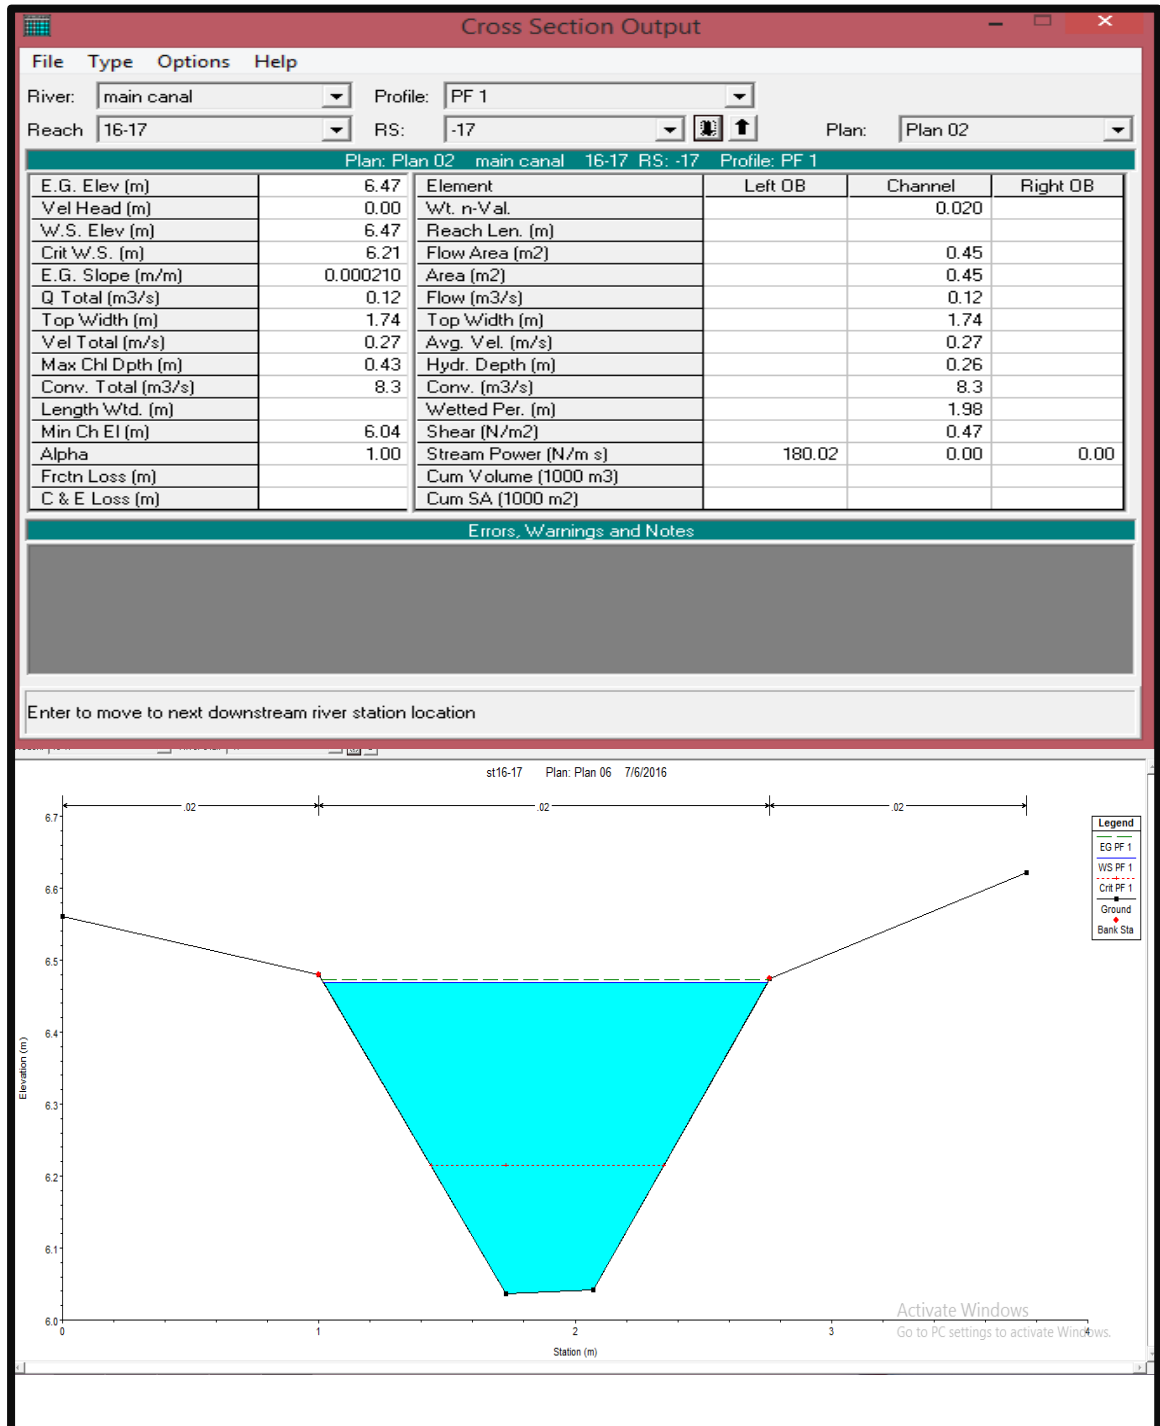 Cross Section Output
File Type Options Help
River: main canal Profile: PF 1
Reach 16-17 RS: -17 Plan: Plan 02
Plan: Plan 02 main canal 16-17 RS: -17 Profile: PF 1
E.G. Elev (m) 6.47 Element Left OB Channel Right OB
Vel Head (m) 0.00 Wt. n-Val. 0.020
W.S. Elev (m) 6.47 Reach Len. (m)
Crit W.S. (m) 6.21 Flow Area (m2) 0.45
E.G. Slope (m/m) 0.000210 Area (m2) 0.45
Q Total (m3/s) 0.12 Flow (m3/s) 0.12
Top Width (m) 1.74 Top Width (m) 1.74
Vel Total (m/s) 0.27 Avg. Vel. (m/s) 0.27
Max Chl Dpth (m) 0.43 Hydr. Depth (m) 0.26
Conv. Total (m3/s) 8.3 Conv. (m3/s) 8.3
Length Wtd. (m) Wetted Per. (m) 1.98
Min Ch El (m) 6.04 Shear (N/m2) 0.47
Alpha 1.00 Stream Power (N/m s) 180.02 0.00 0.00
Frctn Loss (m) Cum Volume (1000 m3)
C & E Loss (m) Cum SA (1000 m2)
Errors, Warnings and Notes
Enter to move to next downstream river station location
st16-17 Plan: Plan 06 7/6/2016
.02 .02 .02
Legend
EG PF 1
WS PF 1
Crit PF 1
Ground
Bank Sta
6.7
6.6
6.5
6.4
6.3
6.2
6.1
6.0
Elevation (m)
0 1 2 3 4
Station (m)
Activate Windows
Go to PC settings to activate Windows.